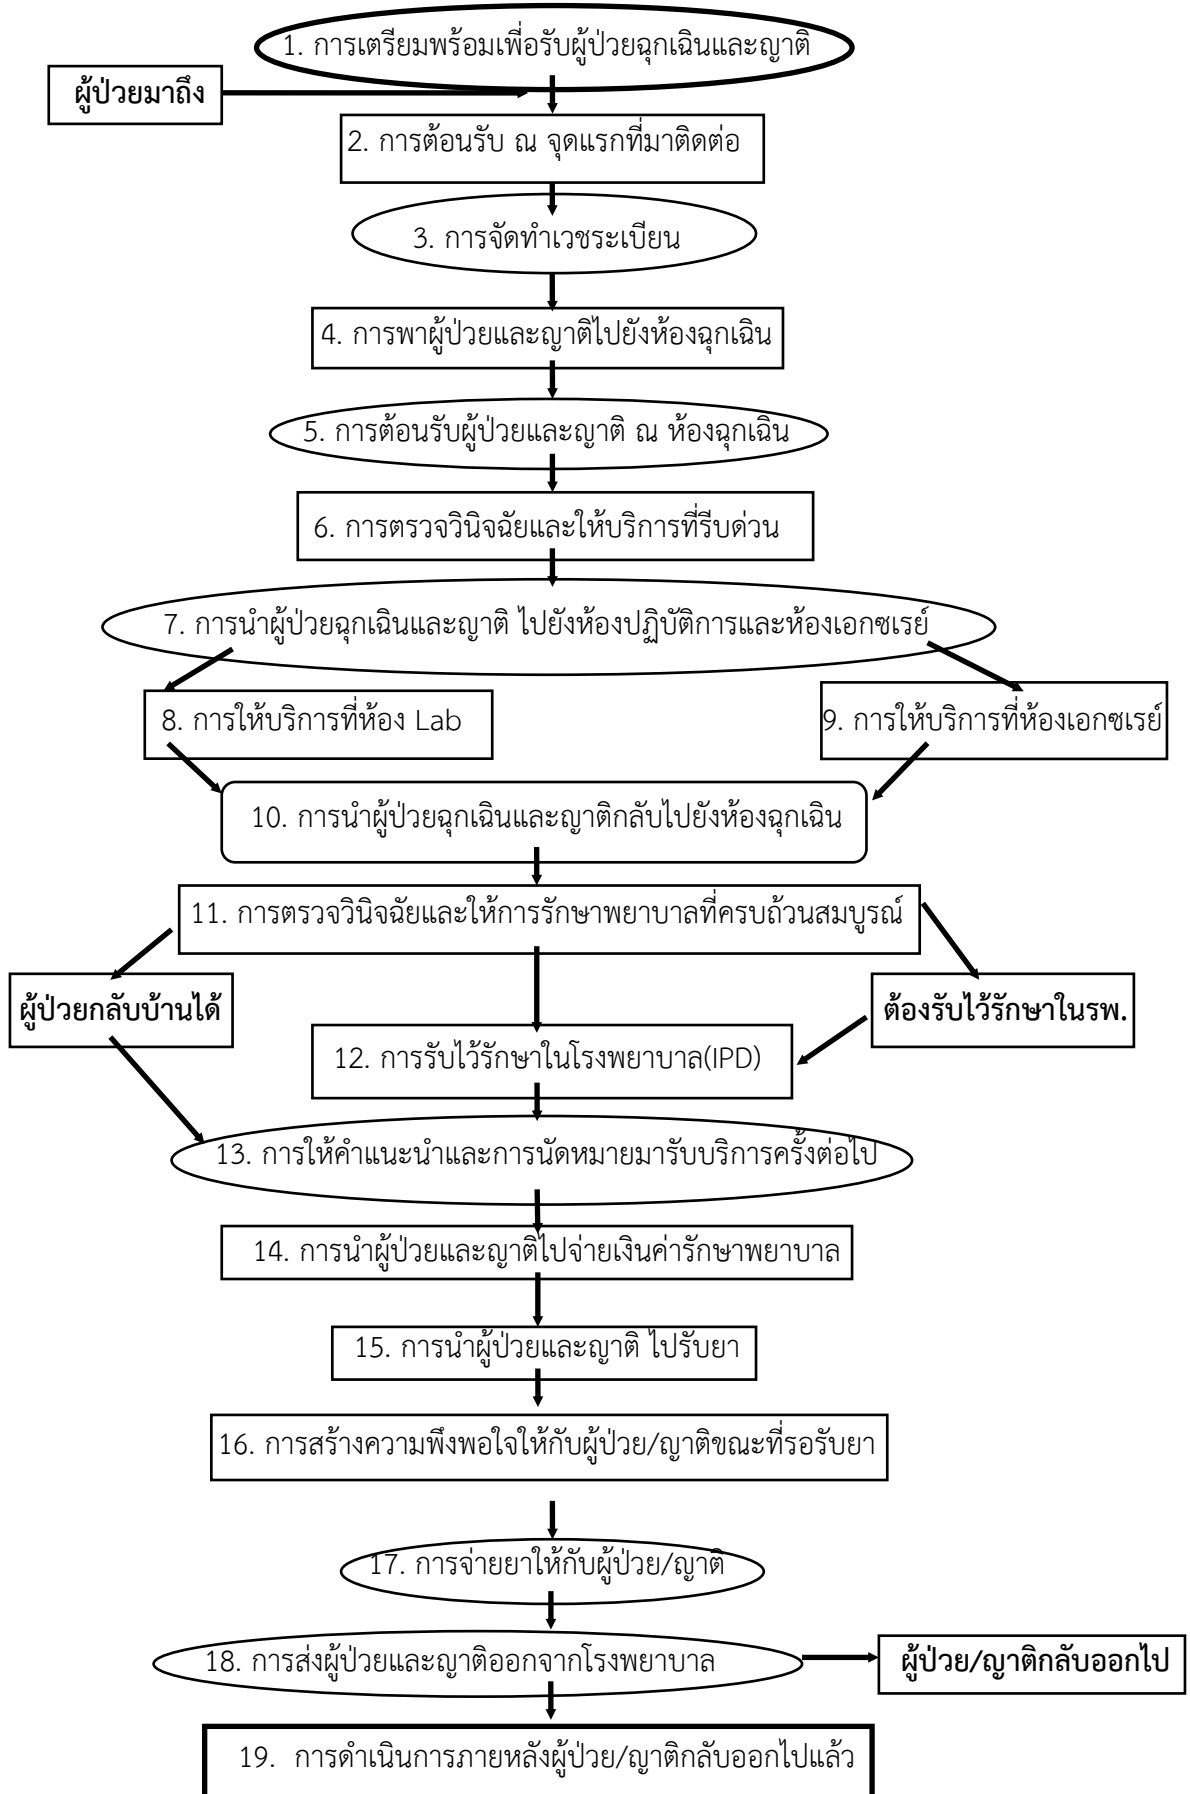 1. การเตรียมพร้อมเพื่อรับผู้ป่วยฉุกเฉินและญาติ
ผู้ป่วยมาถึง
2. การต้อนรับ ณ จุดแรกที่มาติดต่อ
3. การจัดทำเวชระเบียน
4. การพาผู้ป่วยและญาติไปยังห้องฉุกเฉิน
5. การต้อนรับผู้ป่วยและญาติ ณ ห้องฉุกเฉิน
6. การตรวจวินิจฉัยและให้บริการที่รีบด่วน
7. การนำผู้ป่วยฉุกเฉินและญาติ ไปยังห้องปฏิบัติการและห้องเอกซเรย์
8. การให้บริการที่ห้อง Lab
9. การให้บริการที่ห้องเอกซเรย์
10. การนำผู้ป่วยฉุกเฉินและญาติกลับไปยังห้องฉุกเฉิน
11. การตรวจวินิจฉัยและให้การรักษาพยาบาลที่ครบถ้วนสมบูรณ์
ผู้ป่วยกลับบ้านได้
ต้องรับไว้รักษาในรพ.
12. การรับไว้รักษาในโรงพยาบาล(IPD)
13. การให้คำแนะนำและการนัดหมายมารับบริการครั้งต่อไป
14. การนำผู้ป่วยและญาติไปจ่ายเงินค่ารักษาพยาบาล
15. การนำผู้ป่วยและญาติ ไปรับยา
16. การสร้างความพึงพอใจให้กับผู้ป่วย/ญาติขณะที่รอรับยา
17. การจ่ายยาให้กับผู้ป่วย/ญาติ
18. การส่งผู้ป่วยและญาติออกจากโรงพยาบาล
ผู้ป่วย/ญาติกลับออกไป
19. การดำเนินการภายหลังผู้ป่วย/ญาติกลับออกไปแล้ว